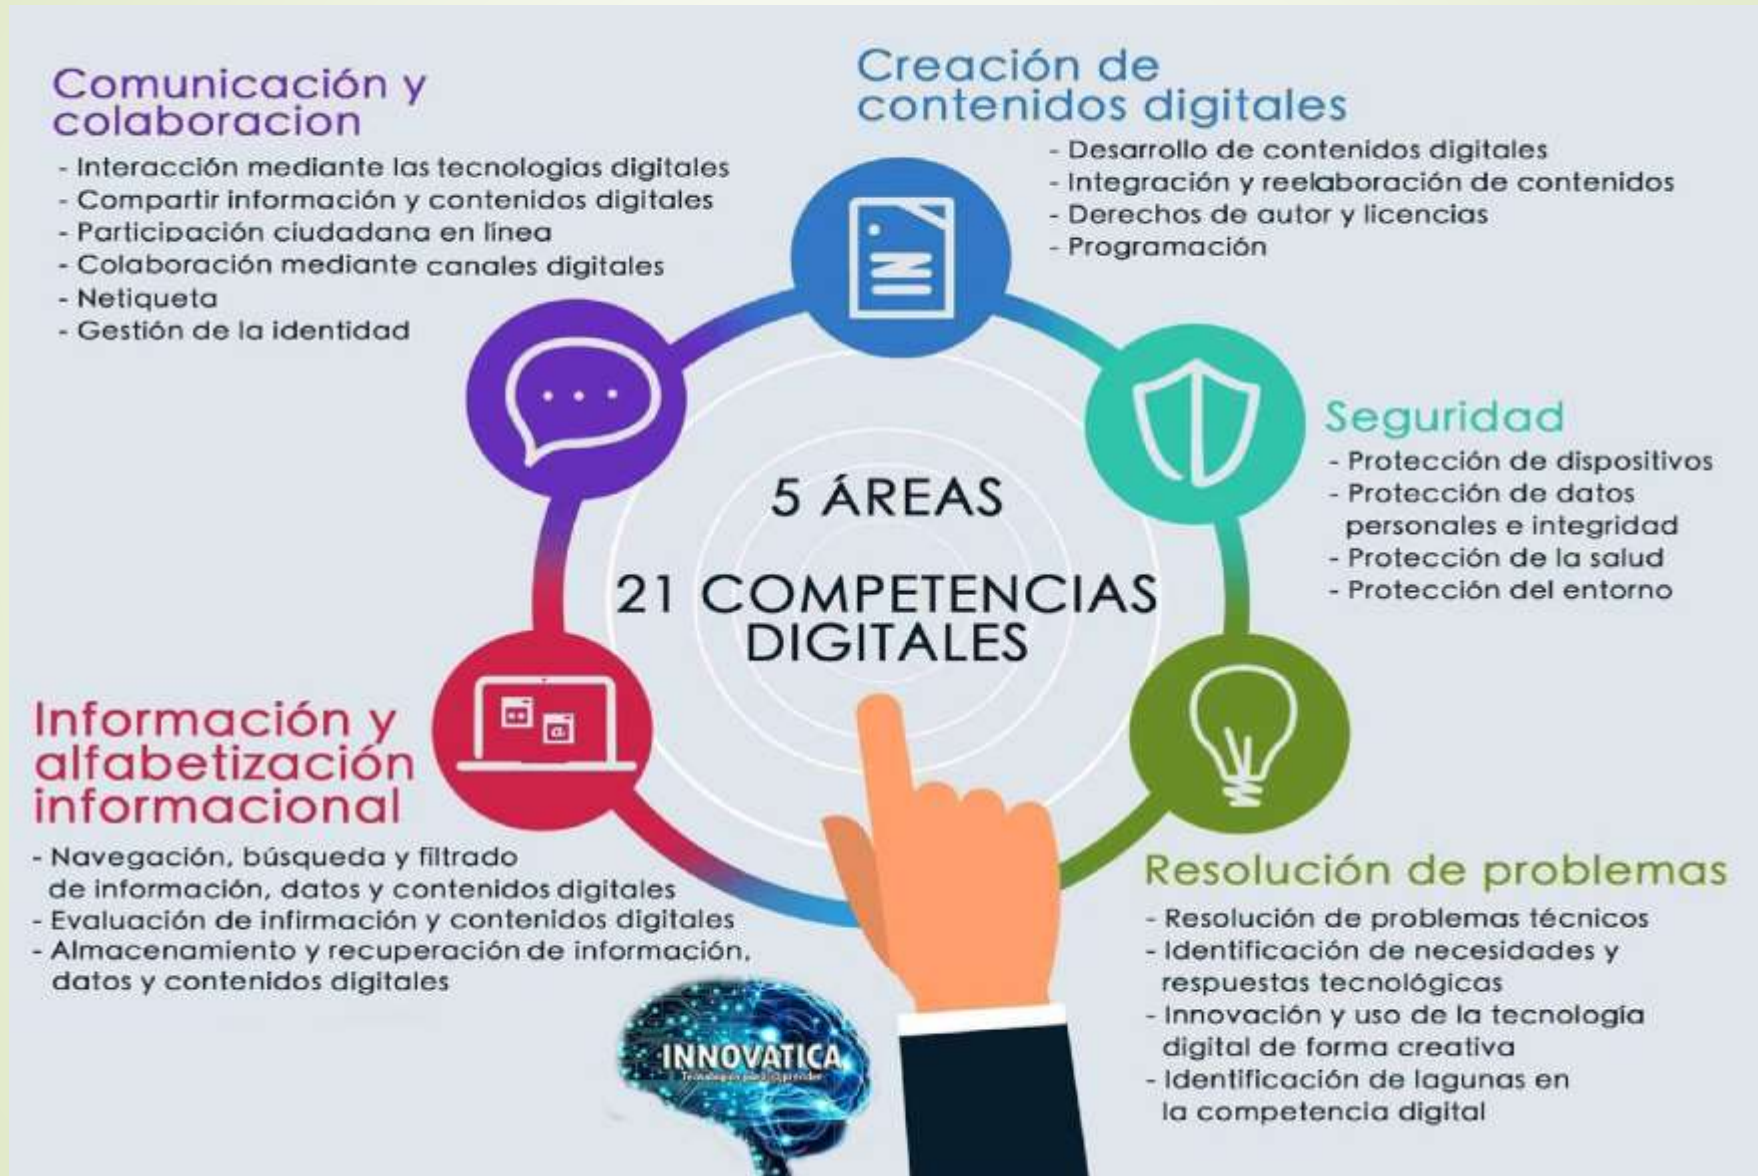 Comunicación y
colaboracion
- Interacción mediante las tecnologias digitales
- Compartir información y contenidos digitales
- Participación ciudadana en línea
- Colaboración mediante canales digitales
- Netiqueta
- Gestión de la identidad
Creación de
contenidos digitales
- Desarrollo de contenidos digitales
- Integración y reelaboración de contenidos
- Derechos de autor y licencias
- Programación
Seguridad
- Protección de dispositivos
- Protección de datos
personales e integridad
- Protección de la salud
- Protección del entorno
5 ÁREAS
21 COMPETENCIAS
DIGITALES
Información y
alfabetización
informacional
- Navegación, búsqueda y filtrado
de información, datos y contenidos digitales
- Evaluación de infirmación y contenidos digitales
- Almacenamiento y recuperación de información,
datos y contenidos digitales
Resolución de problemas
- Resolución de problemas técnicos
- Identificación de necesidades y
respuestas tecnológicas
- Innovación y uso de la tecnología
digital de forma creativa
- Identificación de lagunas en
la competencia digital
a
INNOVATICA
Tecnologías para aprender